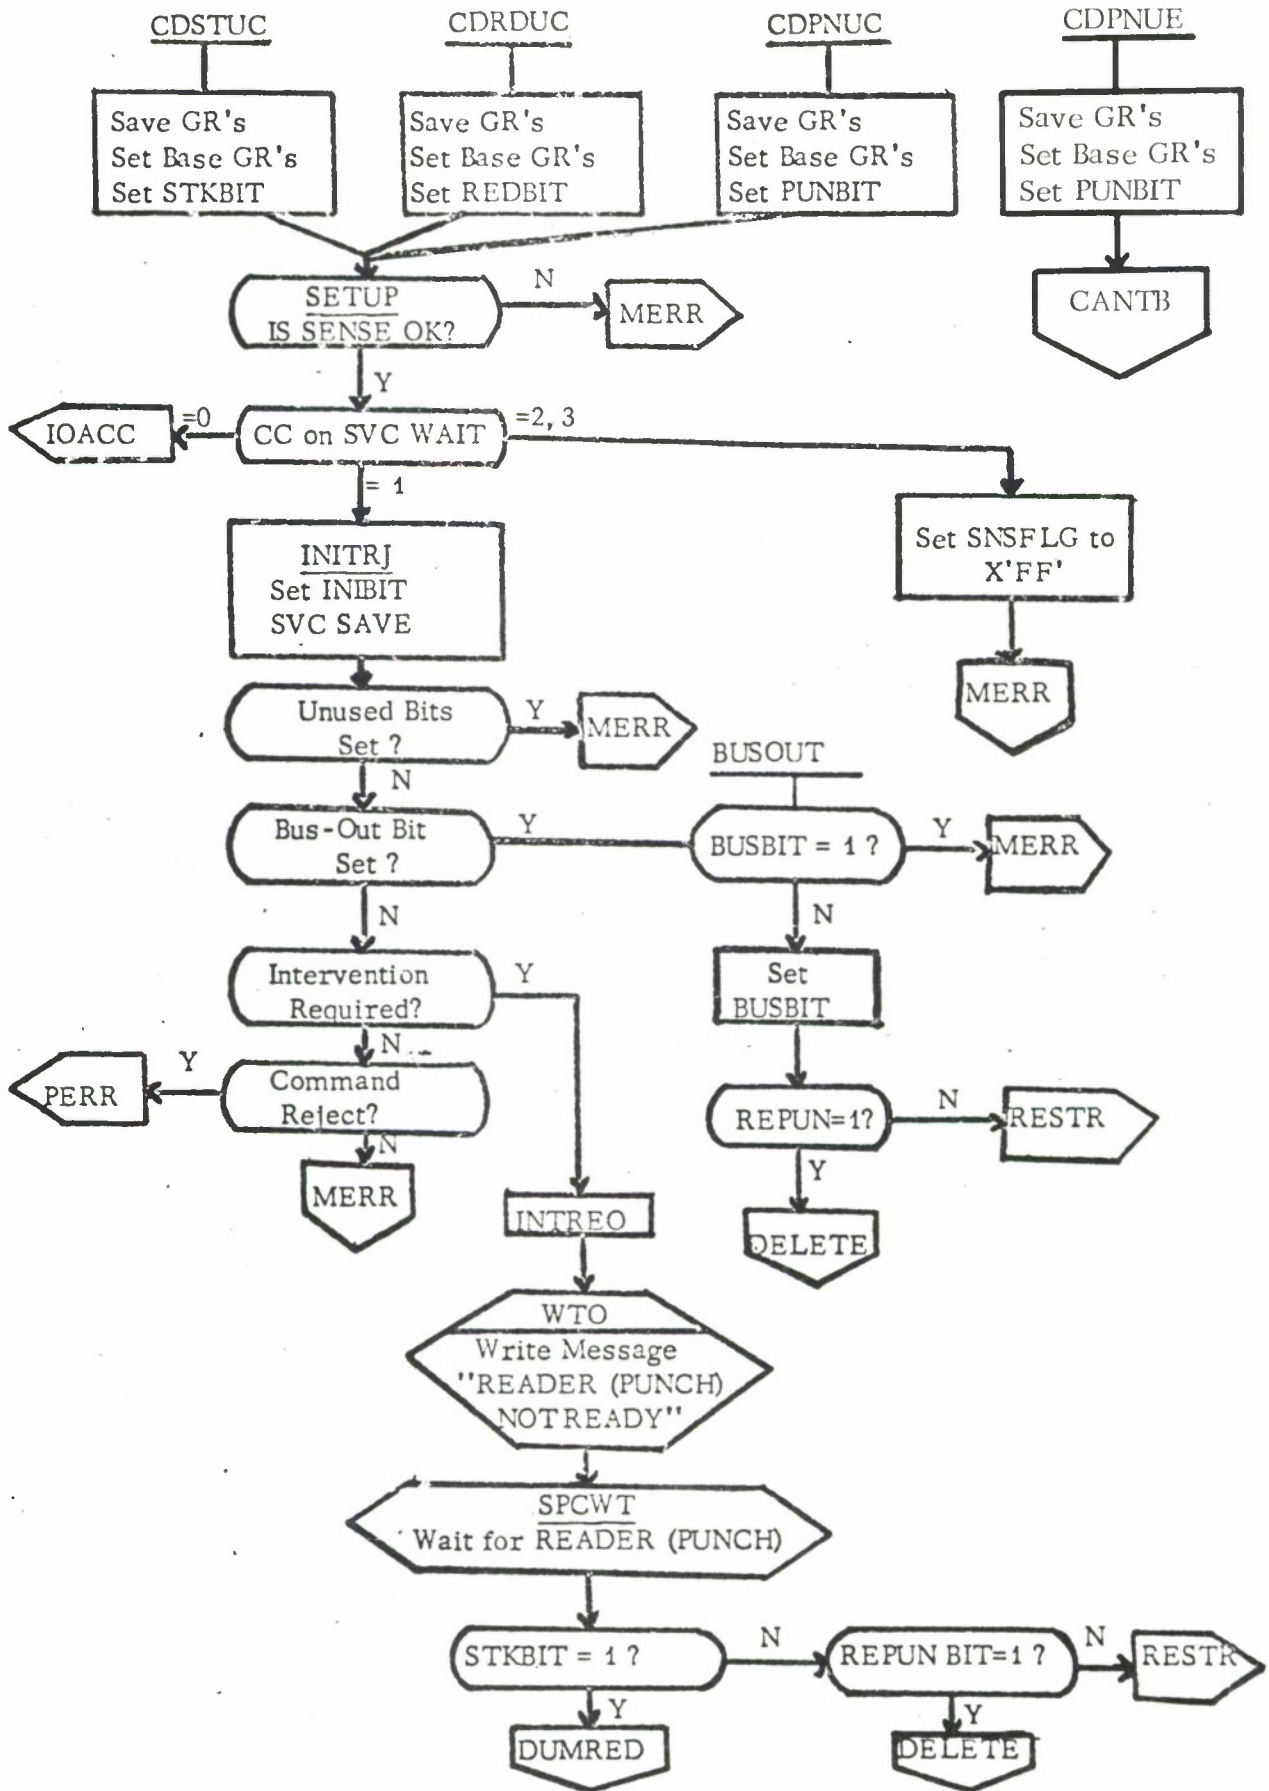 CDSTUC
CDRDUC
CDPNUC
CDPNUE
Save GR's
Set Base GR's
Set STKBIT
Save GR's
Set Base GR's
Set REDBIT
Save GR's
Set Base GR's
Set PUNBIT
Save GR's
Set Base GR's
Set PUNBIT
CANTB
SETUP
IS SENSE OK?
N
MERR
Y
IOACC
=0
CC on SVC WAIT
=2, 3
= 1
Set SNSFLG to
X'FF'
MERR
INITRJ
Set INIBIT
SVC SAVE
Unused Bits
Set ?
Y
MERR
N
BUSOUT
Bus-Out Bit
Set ?
Y
BUSBIT = 1 ?
Y
MERR
N
N
Set
BUSBIT
Intervention
Required?
Y
N
Command
Reject?
Y
PERR
N
MERR
REPUN=1?
N
RESTR
Y
DELETE
INTREO
WTO
Write Message
"READER (PUNCH)
NOT READY"
SPCWT
Wait for READER (PUNCH)
STKBIT = 1 ?
N
REPUN BIT=1 ?
N
RESTR
Y
DUMRED
Y
DELETE